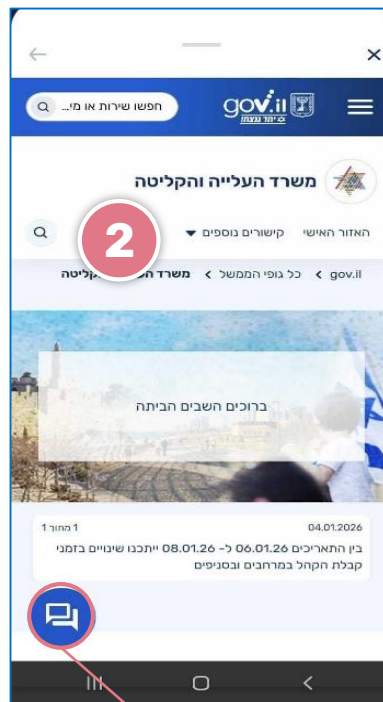 חפשו שירות או מי...
gov.il
ביחד ננצח
משרד העלייה והקליטה
האזור האישי
קישורים נוספים
2
gov.il > כל גופי הממשל > משרד
ברוכים השבים הביתה
04.01.2026
1 מתוך 1
בין התאריכים 06.01.26 ל- 08.01.26 ייתכנו שינויים בזמני
קבלת הקהל במרחבים ובסניפים